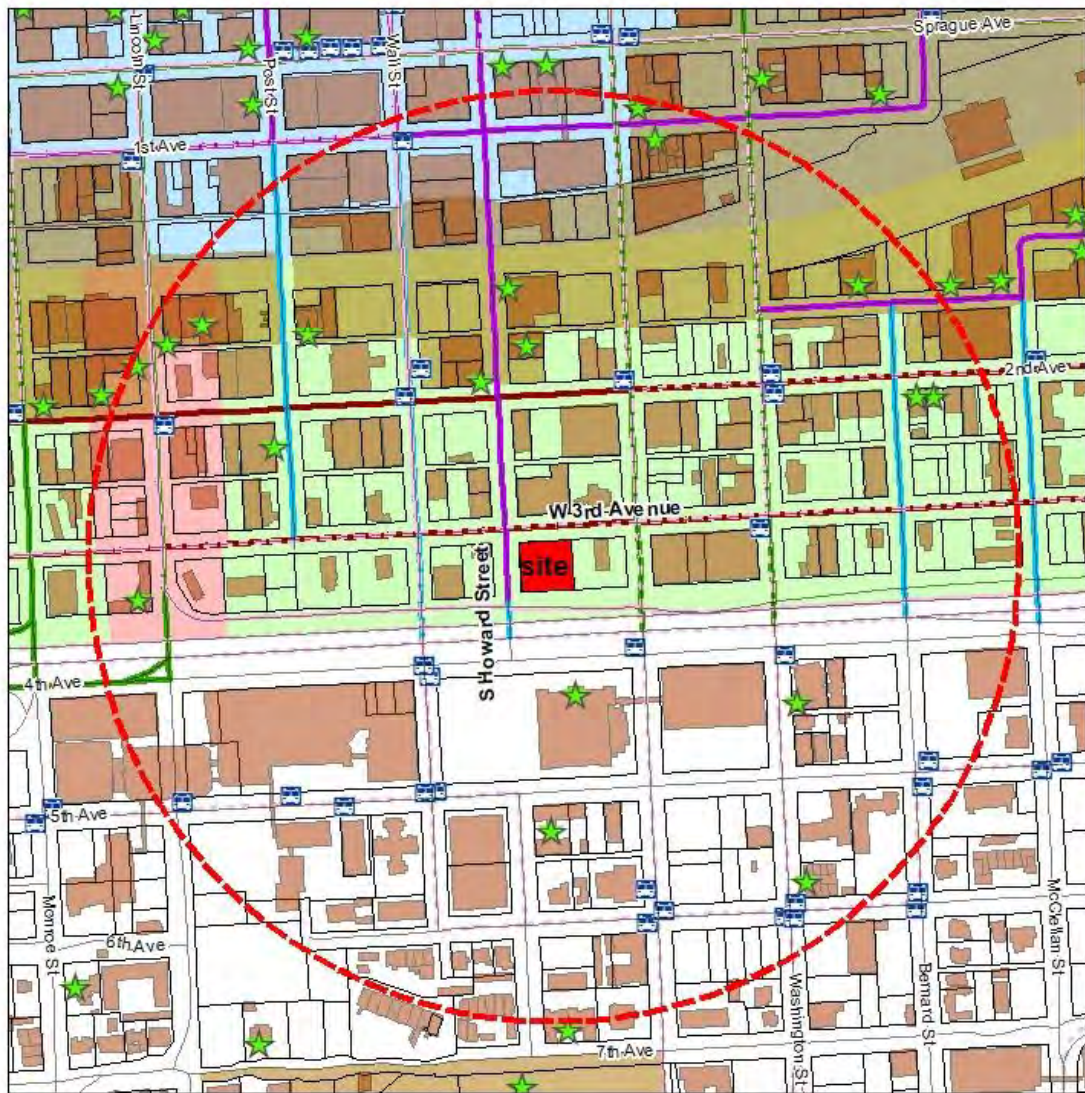 Sprague Ave
Lincoln St
Post St
Wall St
1st Ave
2nd Ave
W 3rd Avenue
site
S Howard Street
4th Ave
5th Ave
Monroe St
6th Ave
McClellan St
Washington St
Bernard St
7th Ave